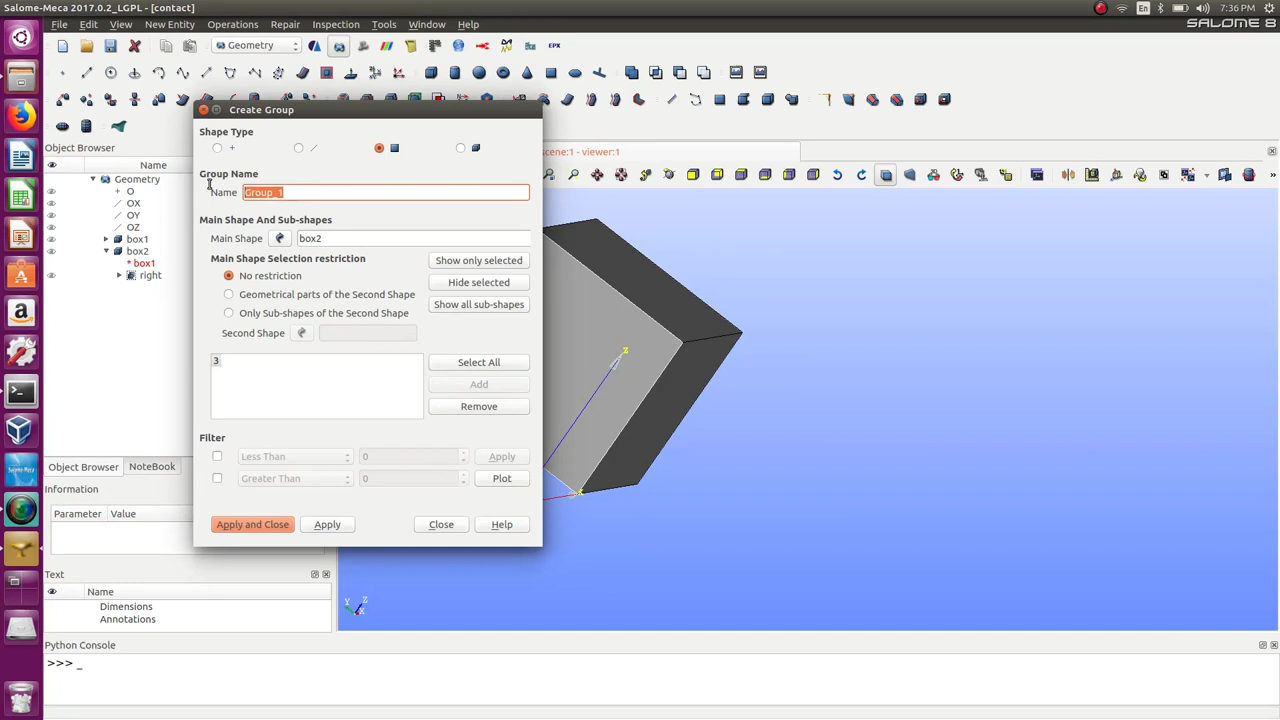 Salome-Meca 2017.0.2_LGPL - [contact]
En
7:36 PM
File Edit View New Entity Operations Repair Inspection Tools Window Help
SALOME 8
Geometry
EPX
Create Group
Object Browser
scene:1 - viewer:1
Name
Geometry
O
OX
OY
OZ
box1
box2
* box1
right
Shape Type
Group Name
Name Group_1
Main Shape And Sub-shapes
Main Shape box2
Main Shape Selection restriction
No restriction
Geometrical parts of the Second Shape
Only Sub-shapes of the Second Shape
Second Shape
Show only selected
Hide selected
Show all sub-shapes
3
Select All
Add
Remove
Filter
Less Than 0 Apply
Greater Than 0 Plot
Apply and Close Apply Close Help
Z
X
Object Browser NoteBook
Information
Parameter Value
Text
Name
Dimensions
Annotations
Y Z
X
Python Console
>>> _